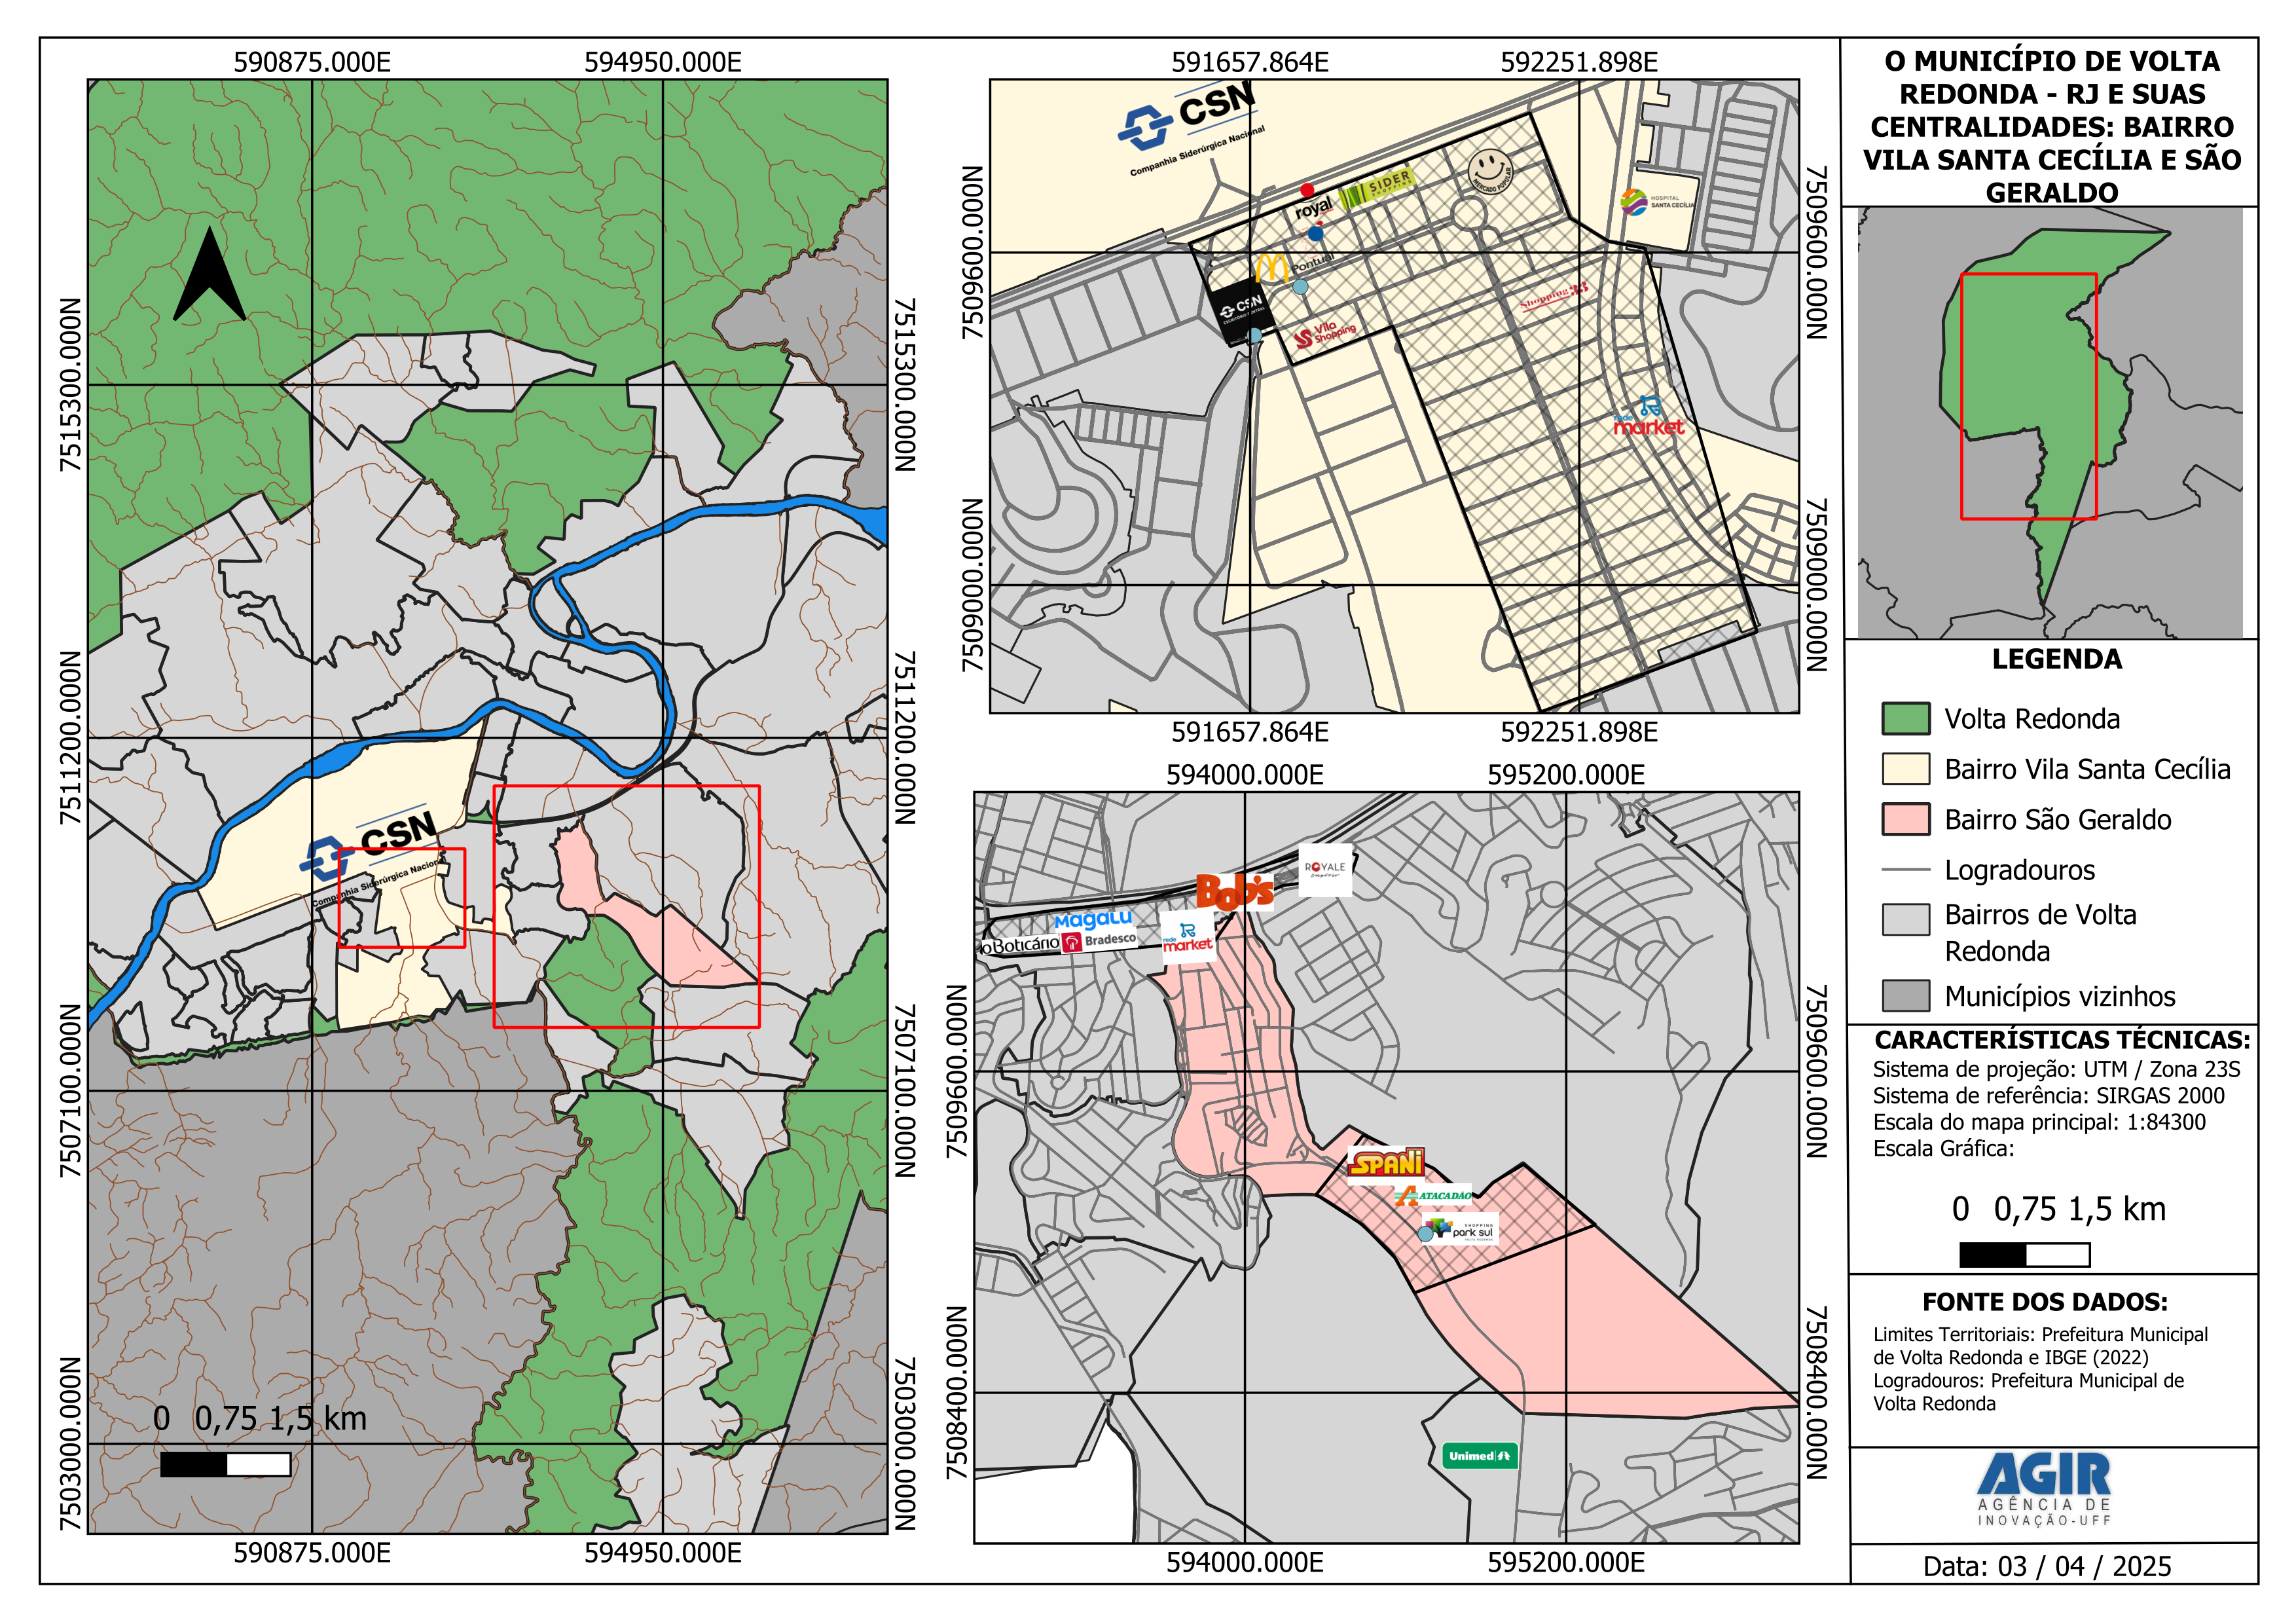 590875.000E
594950.000E
7515300.000N
7511200.000N
7507100.000N
7503000.000N
7515300.000N
7511200.000N
7507100.000N
7503000.000N
CSN
Companhia Siderúrgica Nacional
0 0,75 1,5 km
590875.000E
594950.000E
591657.864E
592251.898E
7509600.000N
7509000.000N
7509600.000N
7509000.000N
CSN
Companhia Siderúrgica Nacional
royal
SIDER
SHOPPING
MERCADO POPULAR
HOSPITAL
SANTA CECÍLIA
Pontual
CSN
ESCRITÓRIO CENTRAL
Vila
Shopping
Shopping 33
rede
market
591657.864E
592251.898E
594000.000E
595200.000E
7509600.000N
7508400.000N
7509600.000N
7508400.000N
ROYALE
Bob's
MagaLu
oBoticário
Bradesco
rede
market
SPANI
ATACADÃO
SHOPPING
park sul
VOLTA REDONDA
Unimed
594000.000E
595200.000E
O MUNICÍPIO DE VOLTA
REDONDA - RJ E SUAS
CENTRALIDADES: BAIRRO
VILA SANTA CECÍLIA E SÃO
GERALDO
LEGENDA
Volta Redonda
Bairro Vila Santa Cecília
Bairro São Geraldo
Logradouros
Bairros de Volta
Redonda
Municípios vizinhos
CARACTERÍSTICAS TÉCNICAS:
Sistema de projeção: UTM / Zona 23S
Sistema de referência: SIRGAS 2000
Escala do mapa principal: 1:84300
Escala Gráfica:
0 0,75 1,5 km
FONTE DOS DADOS:
Limites Territoriais: Prefeitura Municipal
de Volta Redonda e IBGE (2022)
Logradouros: Prefeitura Municipal de
Volta Redonda
AGIR
AGÊNCIA DE
INOVAÇÃO-UFF
Data: 03 / 04 / 2025